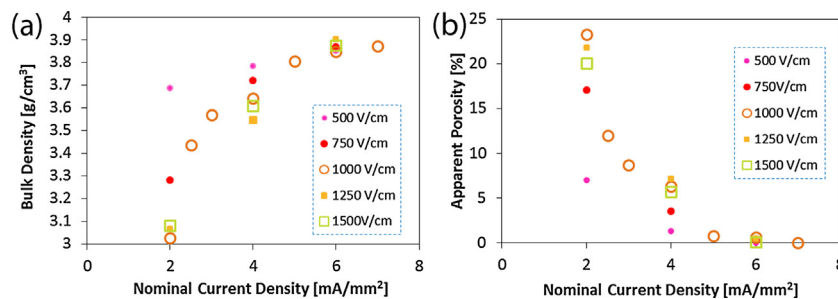 (a)
Bulk Density [g/cm³]
4
3.9
3.8
3.7
3.6
3.5
3.4
3.3
3.2
3.1
3
0
2
4
6
8
Nominal Current Density [mA/mm²]
500 V/cm
750 V/cm
1000 V/cm
1250 V/cm
1500V/cm
(b)
Apparent Porosity [%]
25
20
15
10
5
0
0
2
4
6
8
Nominal Current Density [mA/mm²]
500 V/cm
750V/cm
1000 V/cm
1250 V/cm
1500 V/cm